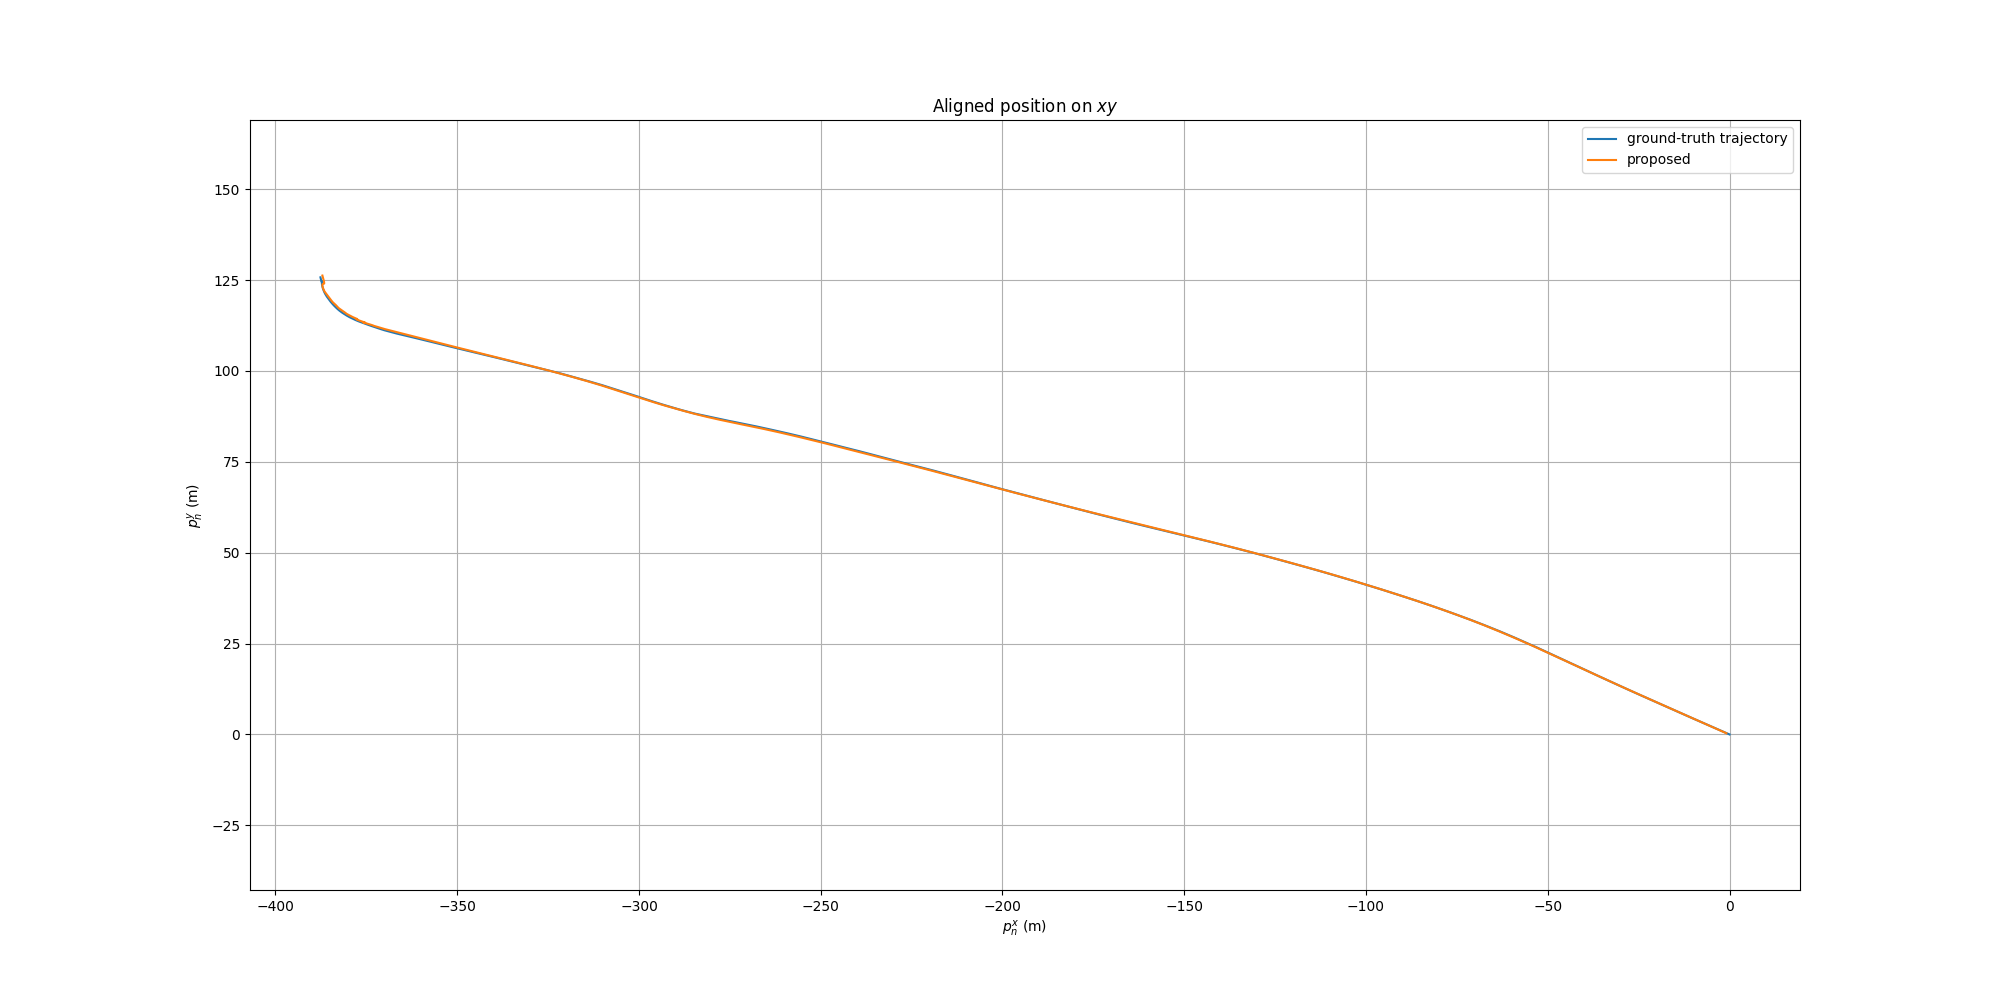 Aligned position on xy
ground-truth trajectory
proposed
150
125
100
75
50
25
0
−25
p_n^y (m)
−400 −350 −300 −250 −200 −150 −100 −50 0
p_n^x (m)